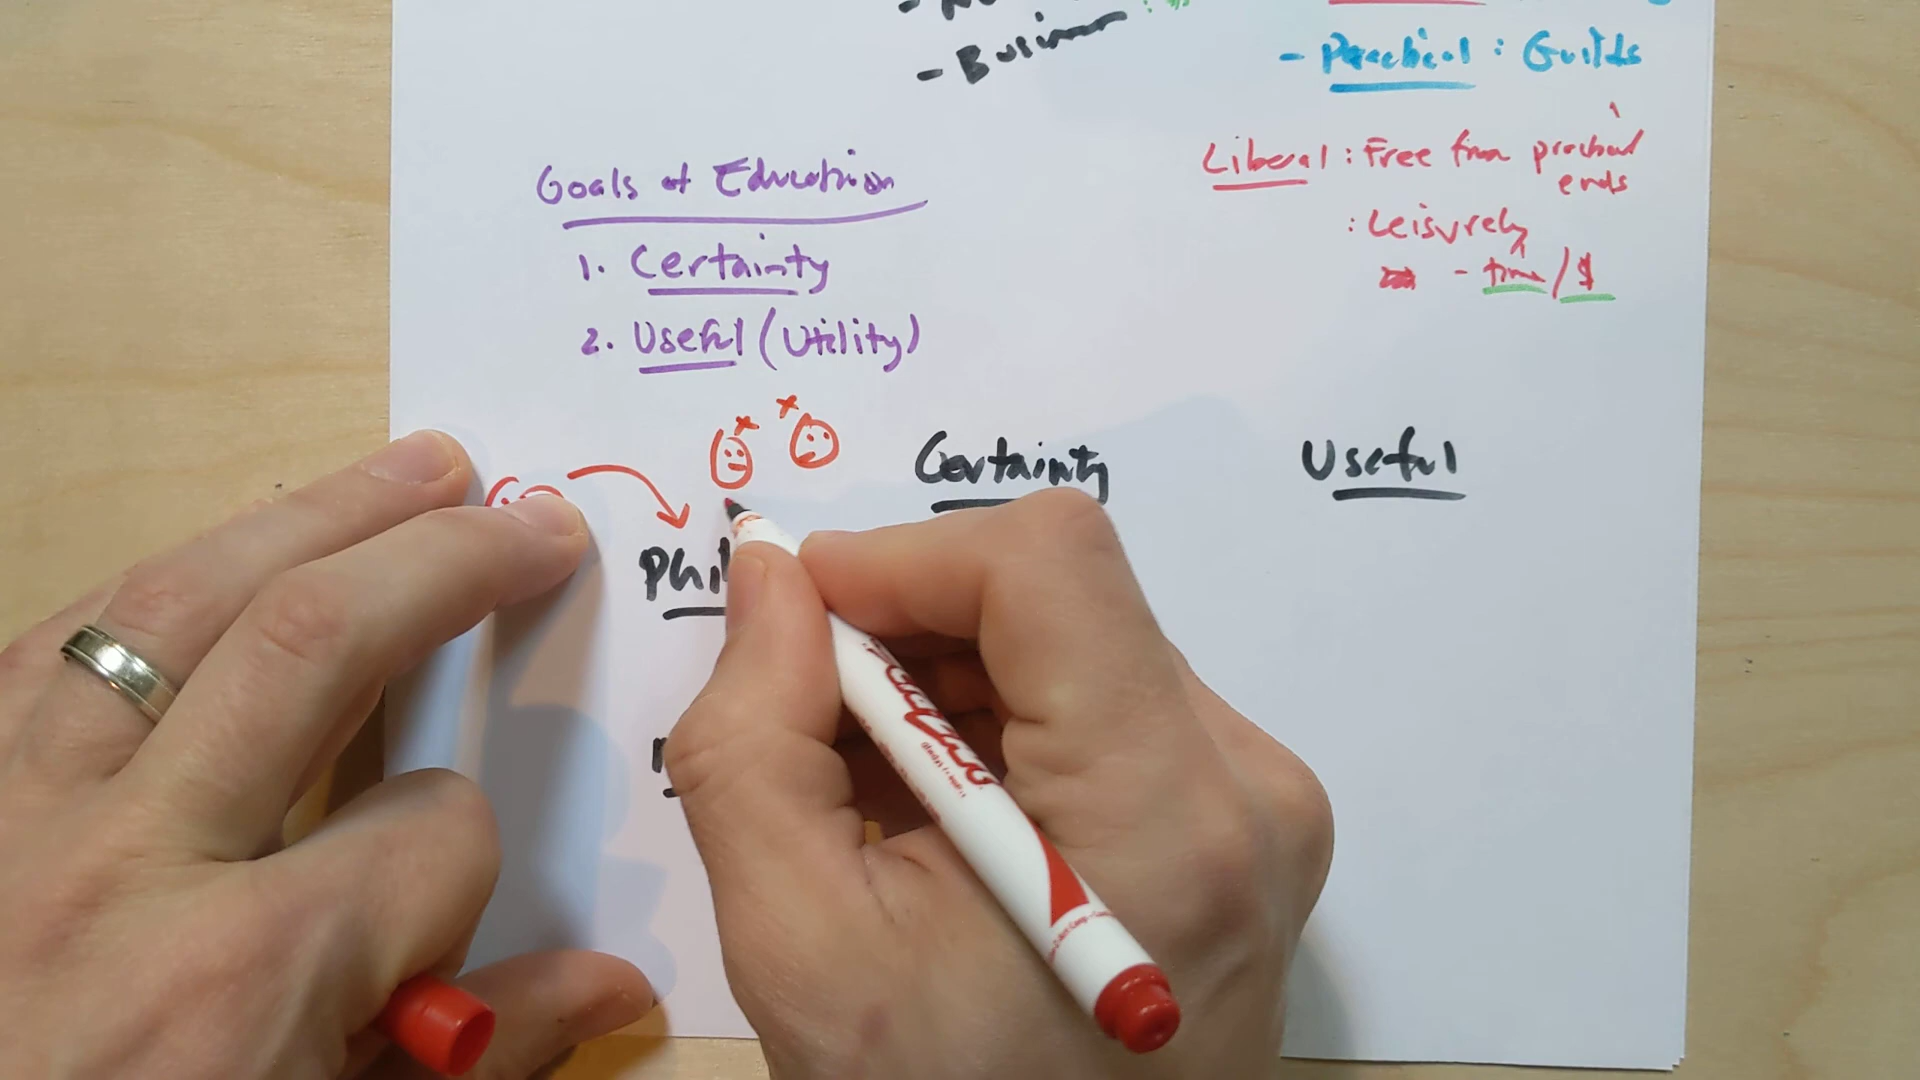 - Business : $
- Practical : Guilds
Liberal : Free from practical
ends
: Leisurely
- time / $
Goals of Education
1. Certainty
2. Useful (Utility)
Certainty
Useful
Phil